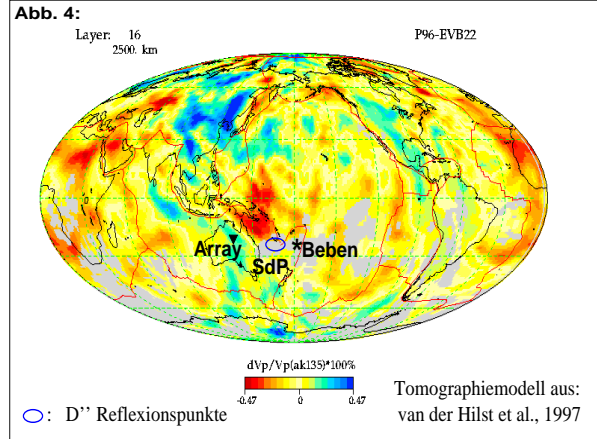 Abb. 4:
Layer: 16
2500. km
P96-EVB22
Array
SdP
*Beben
dVp/Vp(ak135)*100%
-0.47 0 0.47
: D'' Reflexionspunkte
Tomographiemodell aus:
van der Hilst et al., 1997